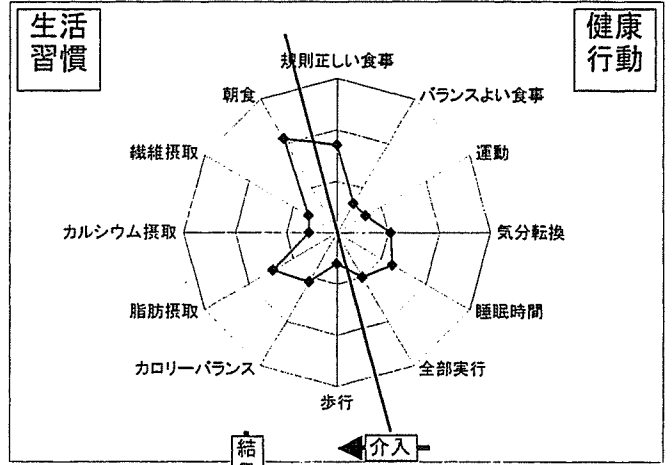 生活
習慣
健康
行動
規則正しい食事
朝食
バランスよい食事
繊維摂取
運動
カルシウム摂取
気分転換
脂肪摂取
睡眠時間
カロリーバランス
全部実行
歩行
介入
結